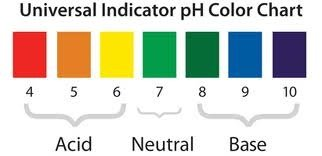 Universal Indicator pH Color Chart
4 5 6 7 8 9 10
Acid Neutral Base